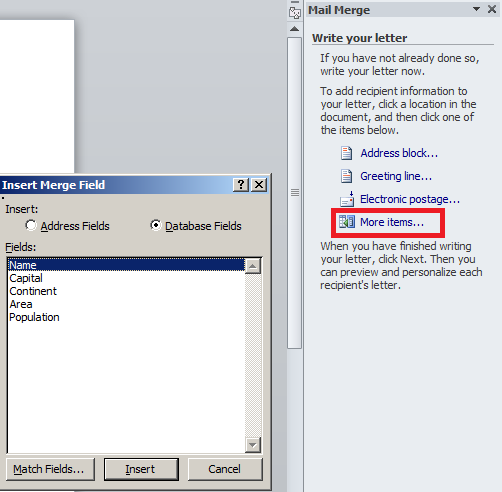 Mail Merge
Write your letter
If you have not already done so,
write your letter now.
To add recipient information to
your letter, click a location in the
document, and then click one of
the items below.
Address block...
Greeting line...
Electronic postage...
More items...
When you have finished writing
your letter, click Next. Then you
can preview and personalize each
recipient's letter.
Insert Merge Field
Insert:
Address Fields Database Fields
Fields:
Name
Capital
Continent
Area
Population
Match Fields... Insert Cancel